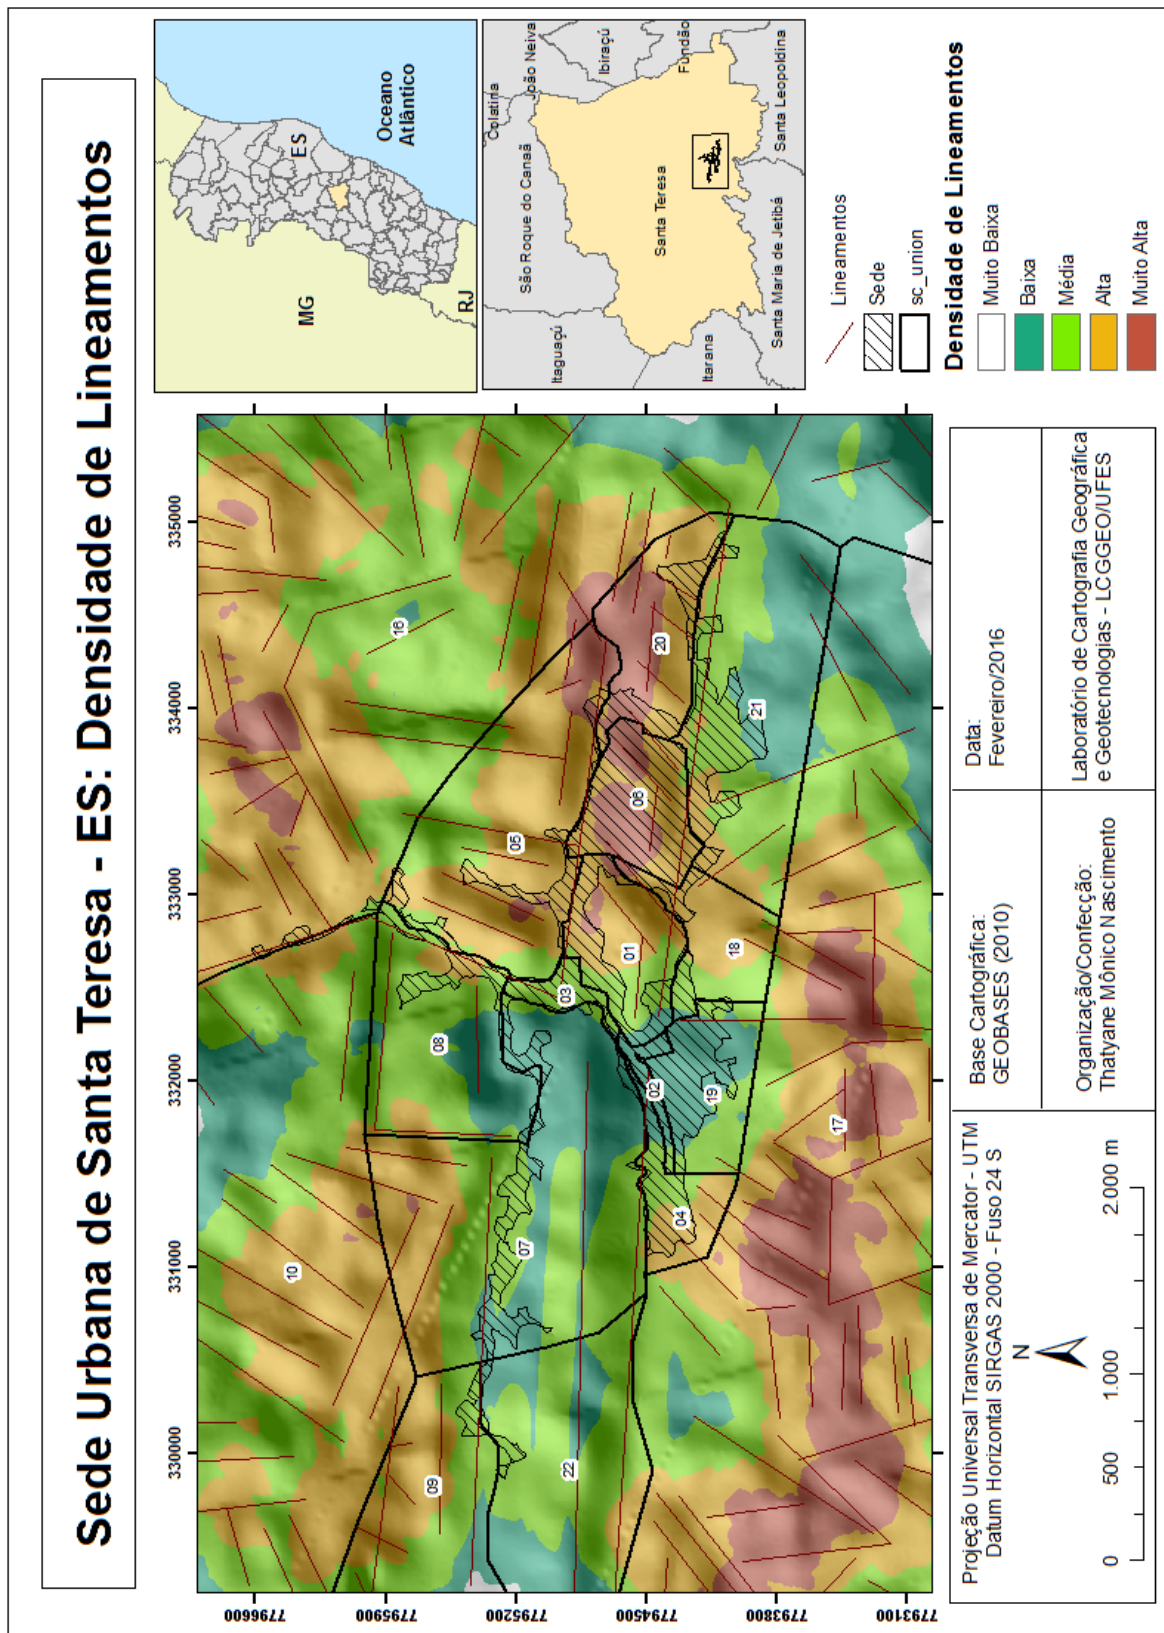 Sede Urbana de Santa Teresa - ES: Densidade de Lineamentos
330000
331000
332000
333000
334000
335000
7796600
7795900
7795200
7794500
7793800
7793100
10
09
08
16
05
07
03
22
01
06
20
02
04
19
18
21
17
MG
ES
RJ
Oceano
Atlântico
Colatina
João Neiva
São Roque do Canaã
Ibiraçú
Itaguaçú
Fundão
Santa Teresa
Itarana
Santa Maria de Jetibá
Santa Leopoldina
Lineamentos
Sede
sc_union
Densidade de Lineamentos
Muito Baixa
Baixa
Média
Alta
Muito Alta
Projeção Universal Transversa de Mercator - UTM
Datum Horizontal SIRGAS 2000 - Fuso 24 S
N
0 500 1.000 2.000 m
Base Cartográfica:
GEOBASES (2010)
Data:
Fevereiro/2016
Organização/Confecção:
Thatyane Mônico Nascimento
Laboratório de Cartografia Geográfica
e Geotecnologias - LCGGEO/UFES